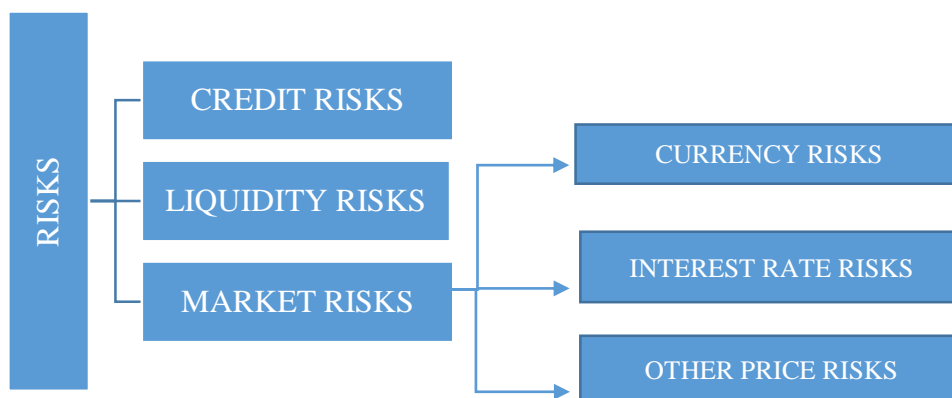 RISKS
CREDIT RISKS
LIQUIDITY RISKS
MARKET RISKS
CURRENCY RISKS
INTEREST RATE RISKS
OTHER PRICE RISKS